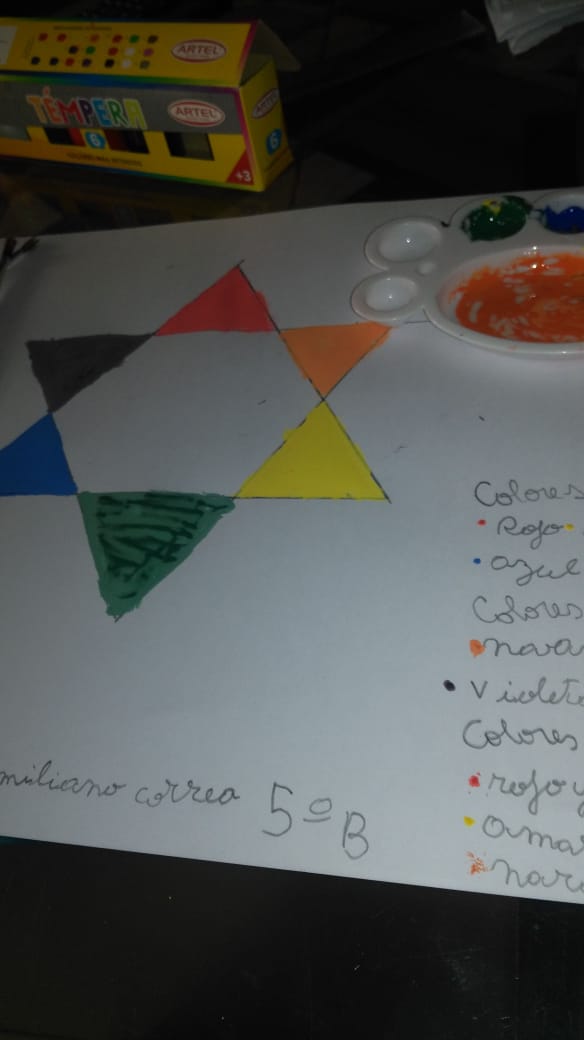 ARTEL
TÉMPERA
ARTEL
ARTEL
6
6
+3
Colores
Rojo
azul
Colores
nara
Violeta
Colores
rojo y
amar
nara
miliano correa 5º B